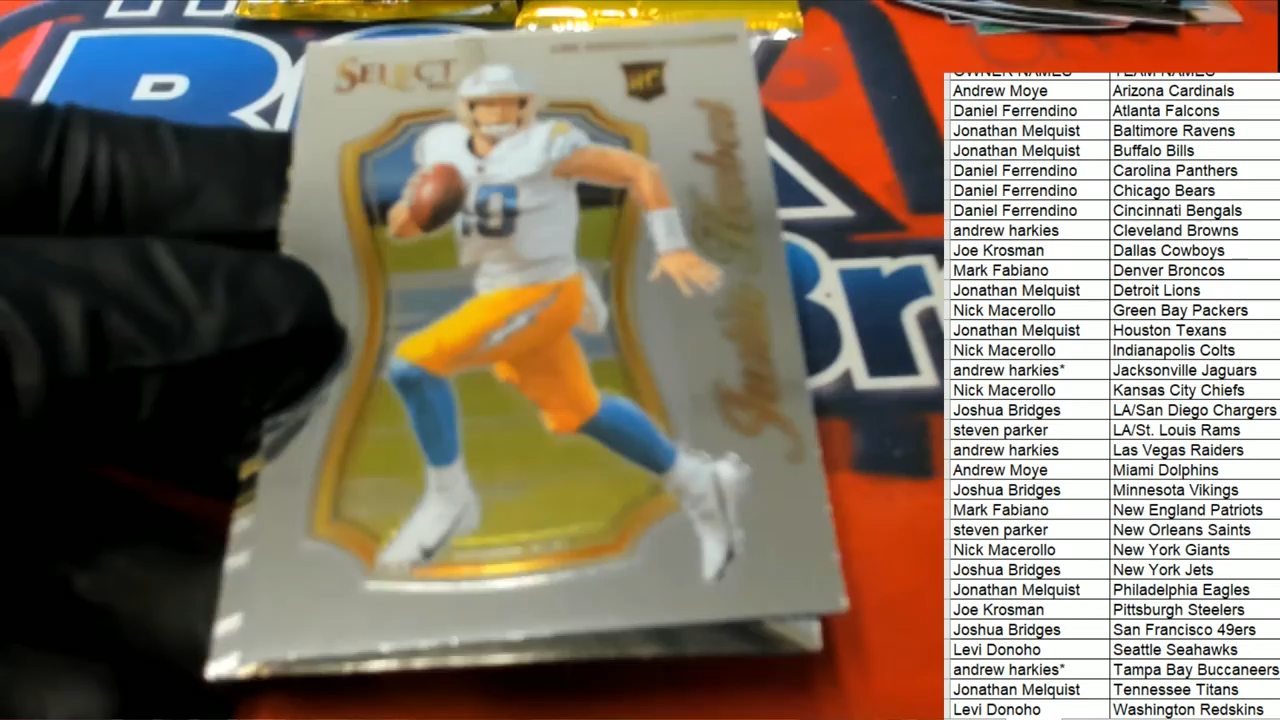 SELECT
RC
10
Justin Herbert
Br
OWNER NAMES TEAM NAMES
Andrew Moye Arizona Cardinals
Daniel Ferrendino Atlanta Falcons
Jonathan Melquist Baltimore Ravens
Jonathan Melquist Buffalo Bills
Daniel Ferrendino Carolina Panthers
Daniel Ferrendino Chicago Bears
Daniel Ferrendino Cincinnati Bengals
andrew harkies Cleveland Browns
Joe Krosman Dallas Cowboys
Mark Fabiano Denver Broncos
Jonathan Melquist Detroit Lions
Nick Macerollo Green Bay Packers
Jonathan Melquist Houston Texans
Nick Macerollo Indianapolis Colts
andrew harkies* Jacksonville Jaguars
Nick Macerollo Kansas City Chiefs
Joshua Bridges LA/San Diego Chargers
steven parker LA/St. Louis Rams
andrew harkies Las Vegas Raiders
Andrew Moye Miami Dolphins
Joshua Bridges Minnesota Vikings
Mark Fabiano New England Patriots
steven parker New Orleans Saints
Nick Macerollo New York Giants
Joshua Bridges New York Jets
Jonathan Melquist Philadelphia Eagles
Joe Krosman Pittsburgh Steelers
Joshua Bridges San Francisco 49ers
Levi Donoho Seattle Seahawks
andrew harkies* Tampa Bay Buccaneers
Jonathan Melquist Tennessee Titans
Levi Donoho Washington Redskins